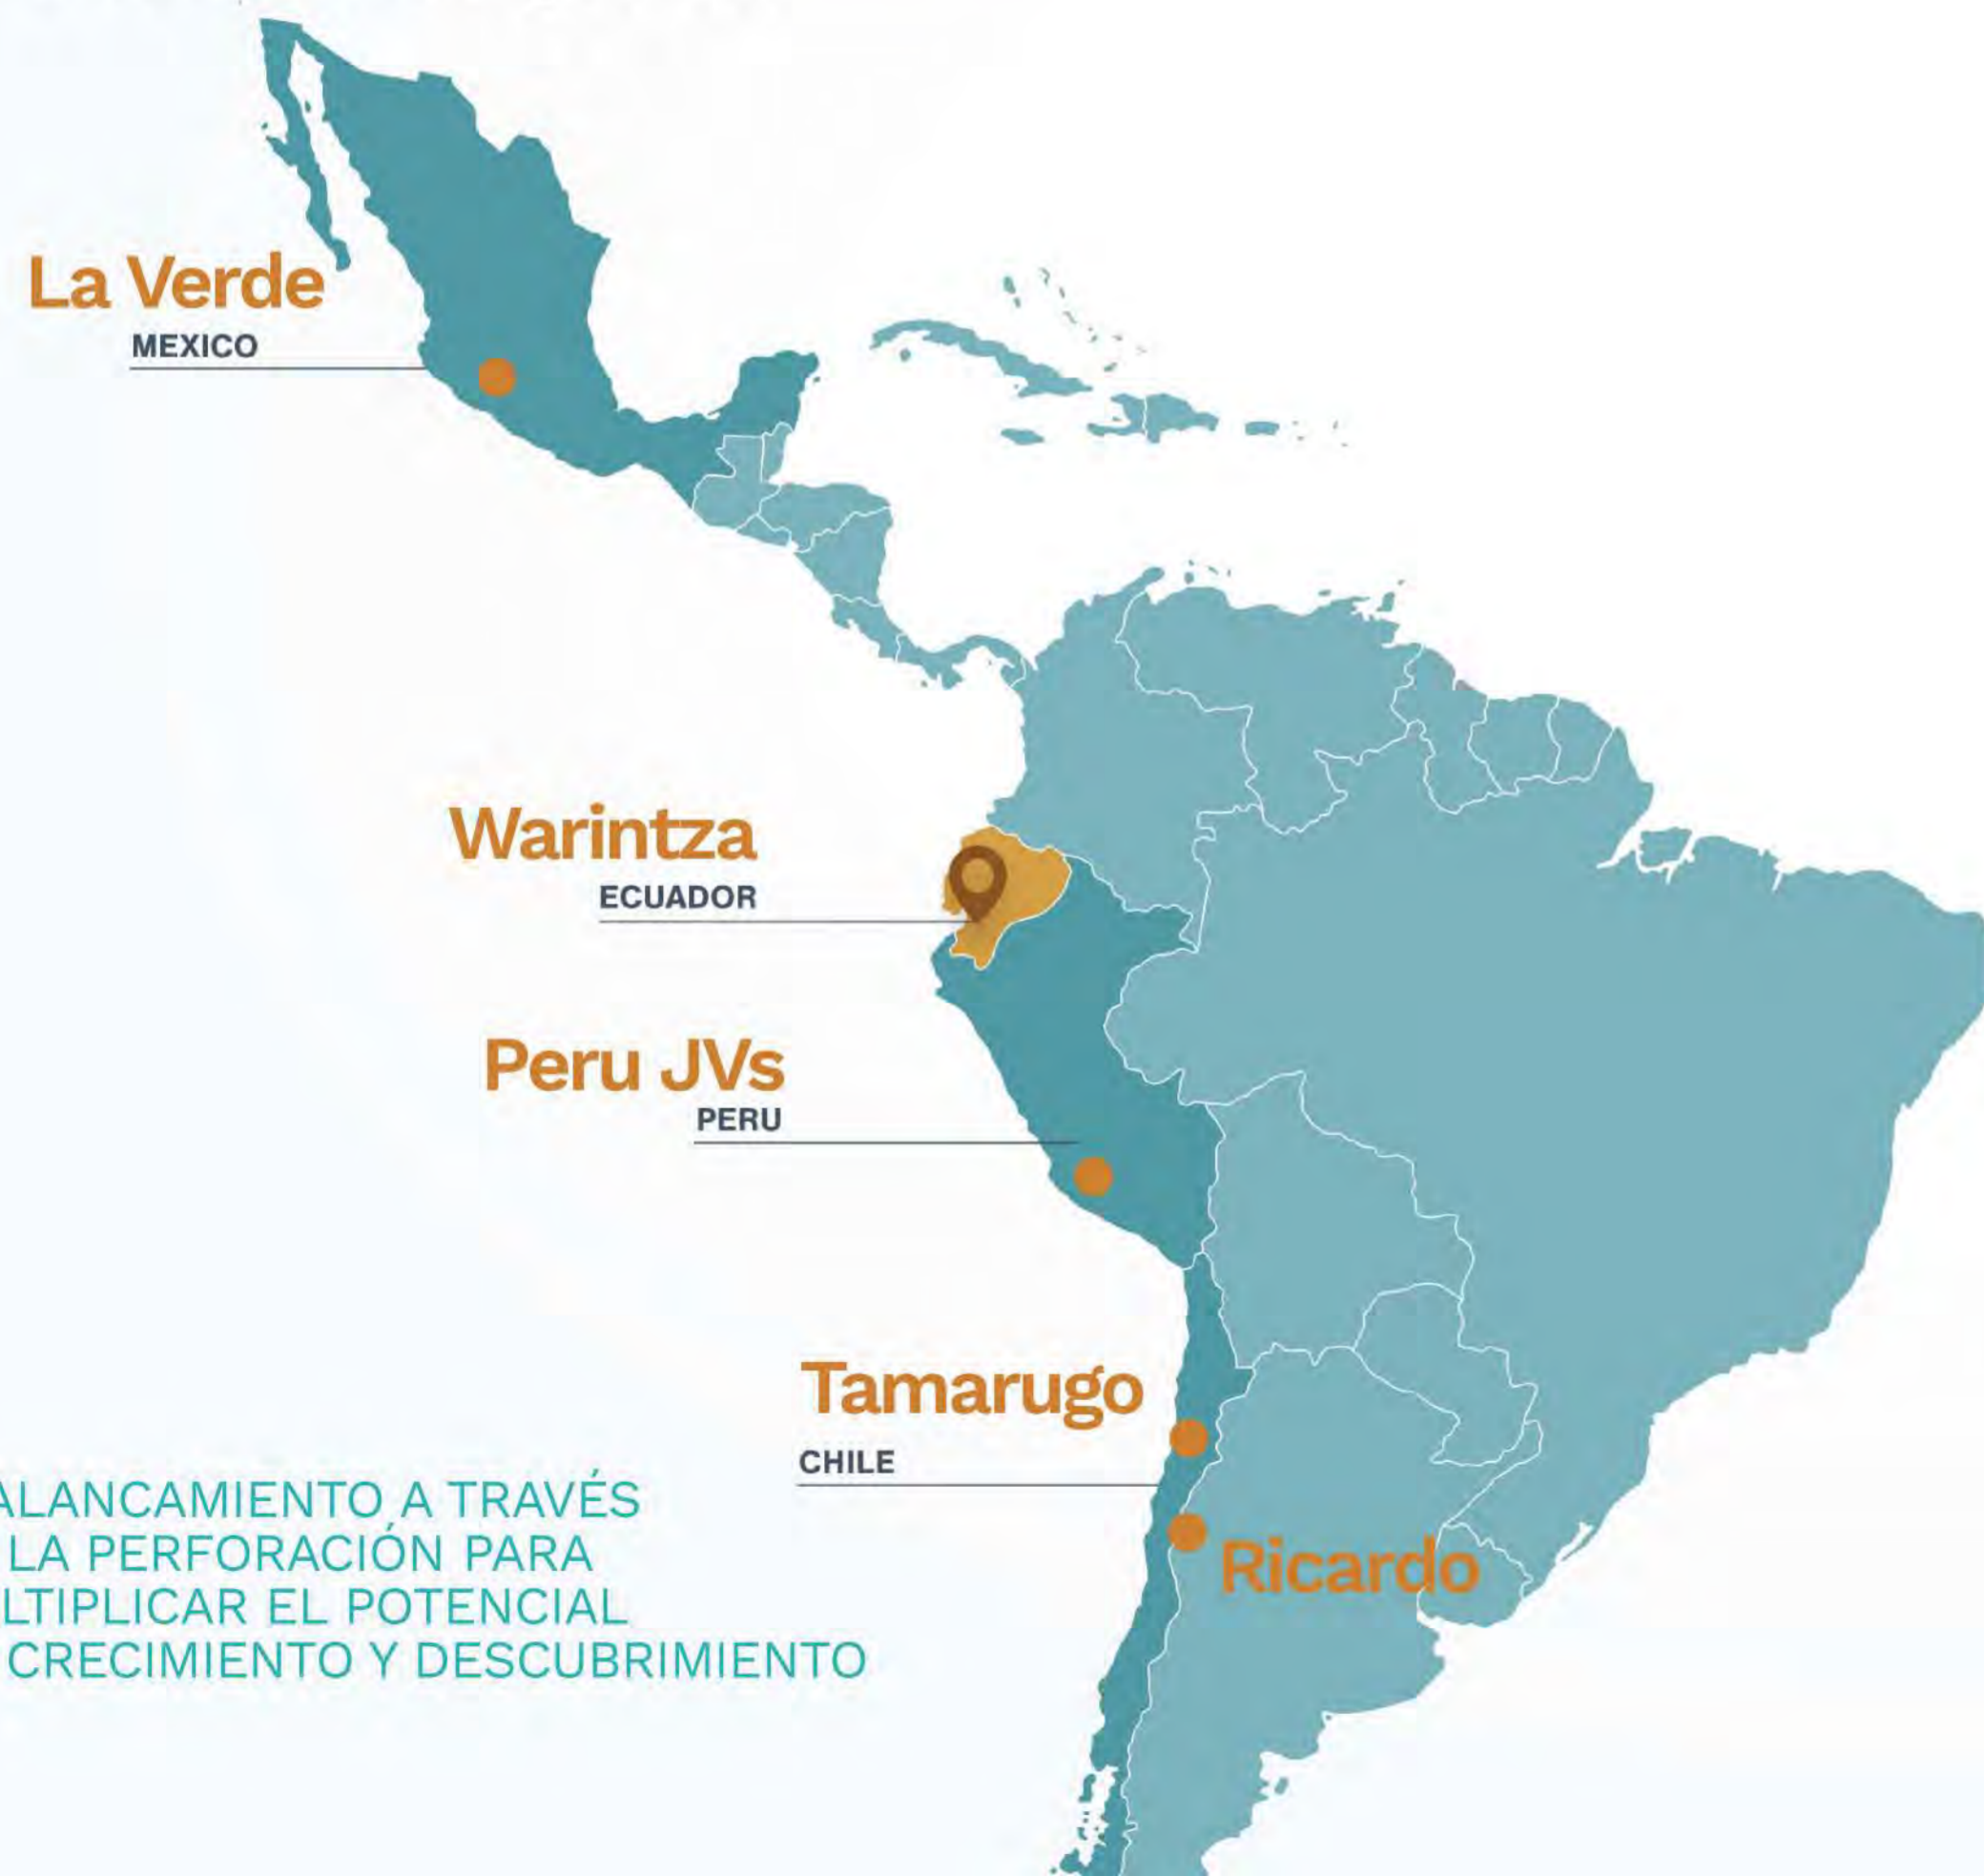 La Verde
MEXICO
Warintza
ECUADOR
Peru JVs
PERU
Tamarugo
CHILE
Ricardo
ALANCAMIENTO A TRAVÉS
LA PERFORACIÓN PARA
LTIPLICAR EL POTENCIAL
CRECIMIENTO Y DESCUBRIMIENTO